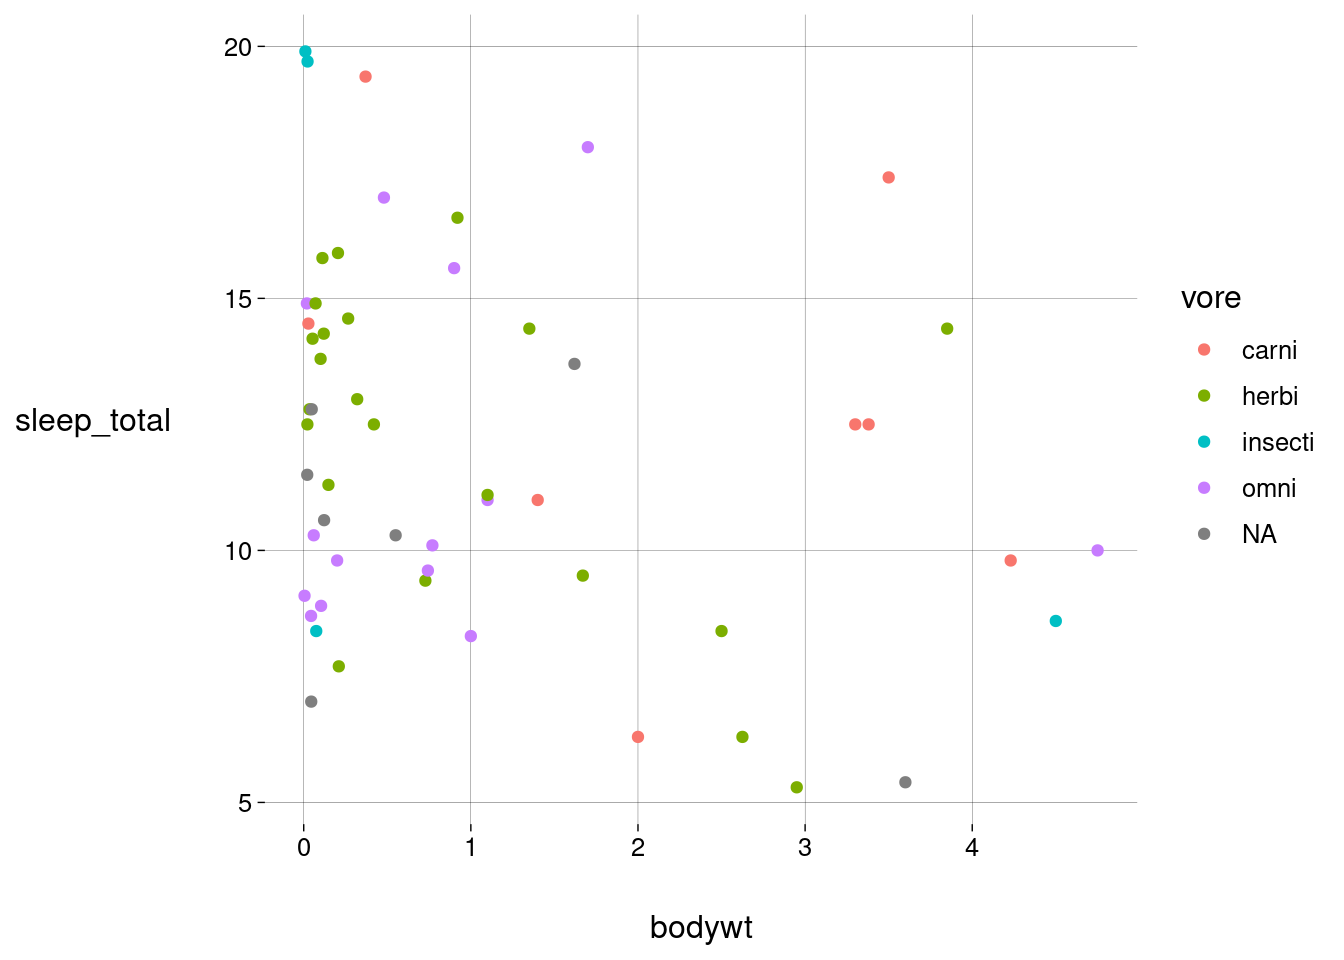 sleep_total
20
15
10
5
0 1 2 3 4
bodywt
vore
carni
herbi
insecti
omni
NA